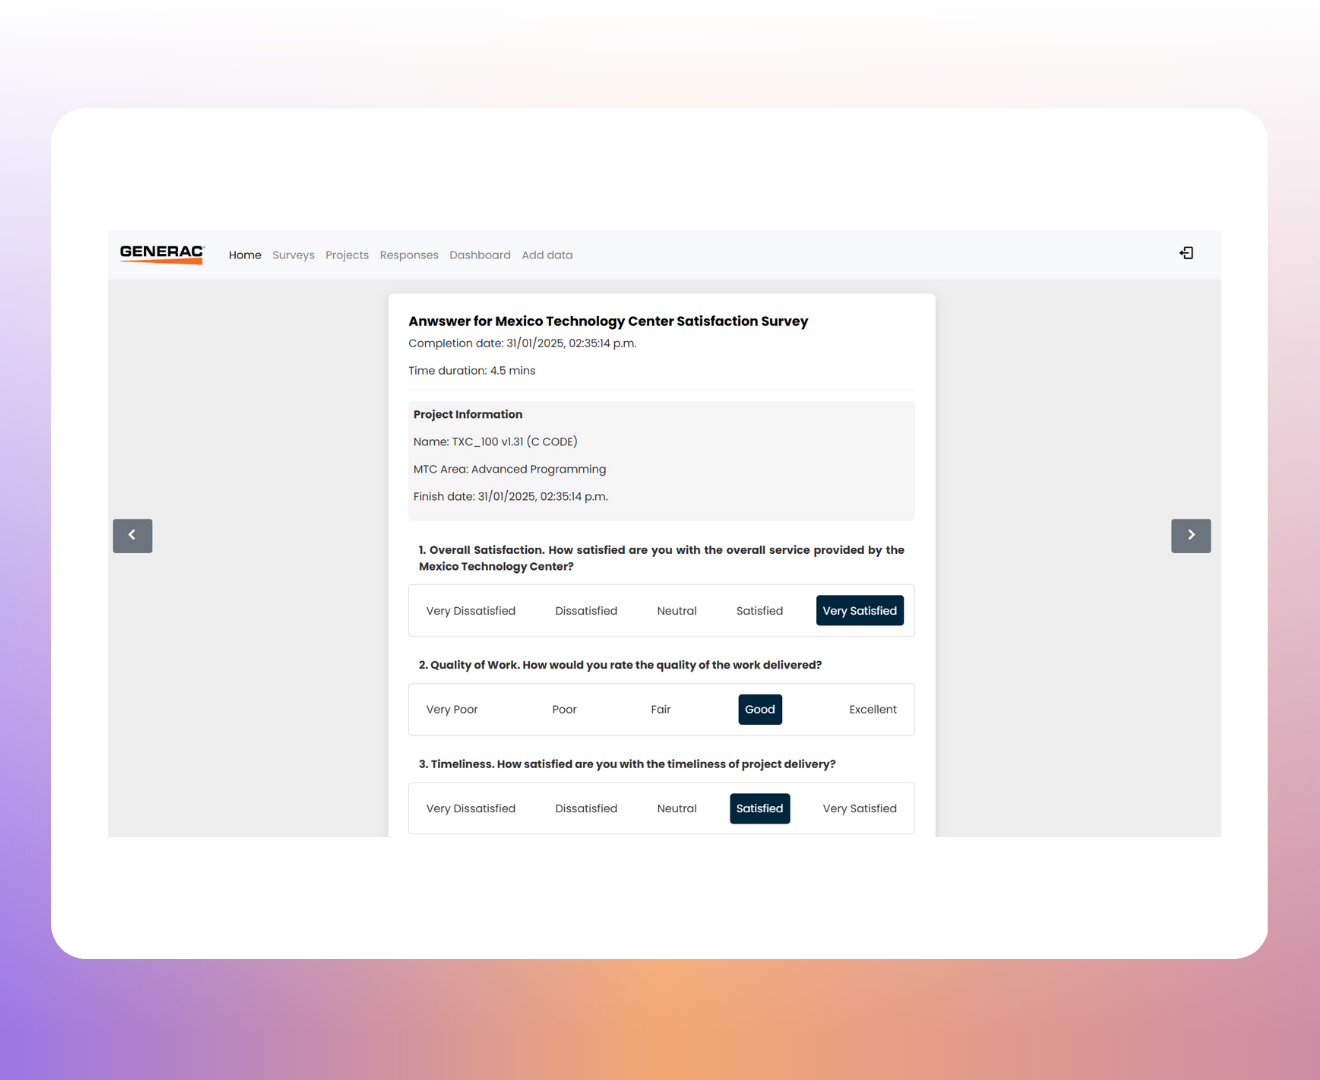 GENERAC
Home Surveys Projects Responses Dashboard Add data
Anwswer for Mexico Technology Center Satisfaction Survey
Completion date: 31/01/2025, 02:35:14 p.m.
Time duration: 4.5 mins
Project Information
Name: TXC_100 v1.31 (C CODE)
MTC Area: Advanced Programming
Finish date: 31/01/2025, 02:35:14 p.m.
1. Overall Satisfaction. How satisfied are you with the overall service provided by the
Mexico Technology Center?
Very Dissatisfied Dissatisfied Neutral Satisfied Very Satisfied
2. Quality of Work. How would you rate the quality of the work delivered?
Very Poor Poor Fair Good Excellent
3. Timeliness. How satisfied are you with the timeliness of project delivery?
Very Dissatisfied Dissatisfied Neutral Satisfied Very Satisfied